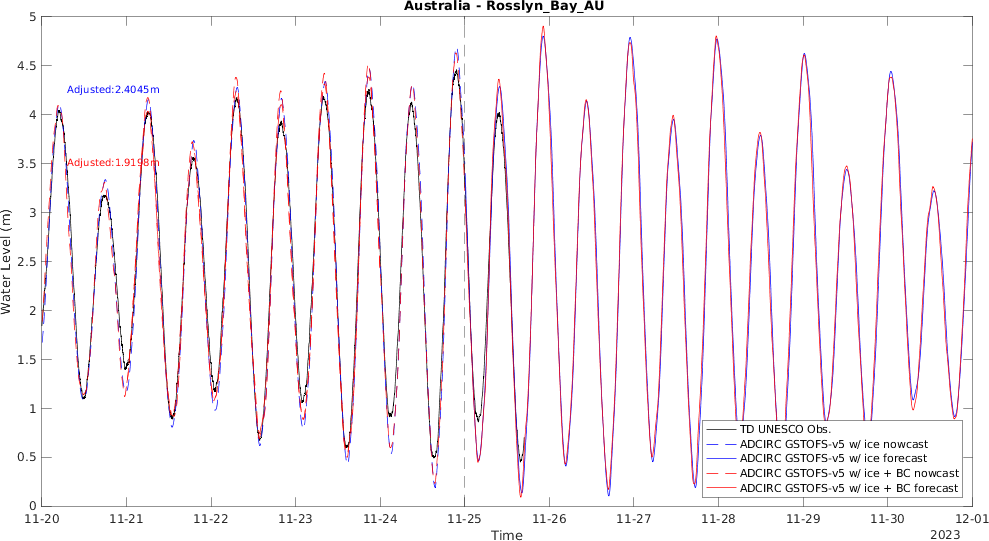 Australia - Rosslyn_Bay_AU
5
4.5
4
3.5
3
2.5
2
1.5
1
0.5
0
Water Level (m)
Adjusted:2.4045m
Adjusted:1.9198m
TD UNESCO Obs.
ADCIRC GSTOFS-v5 w/ ice nowcast
ADCIRC GSTOFS-v5 w/ ice forecast
ADCIRC GSTOFS-v5 w/ ice + BC nowcast
ADCIRC GSTOFS-v5 w/ ice + BC forecast
11-20 11-21 11-22 11-23 11-24 11-25 11-26 11-27 11-28 11-29 11-30 12-01
Time
2023